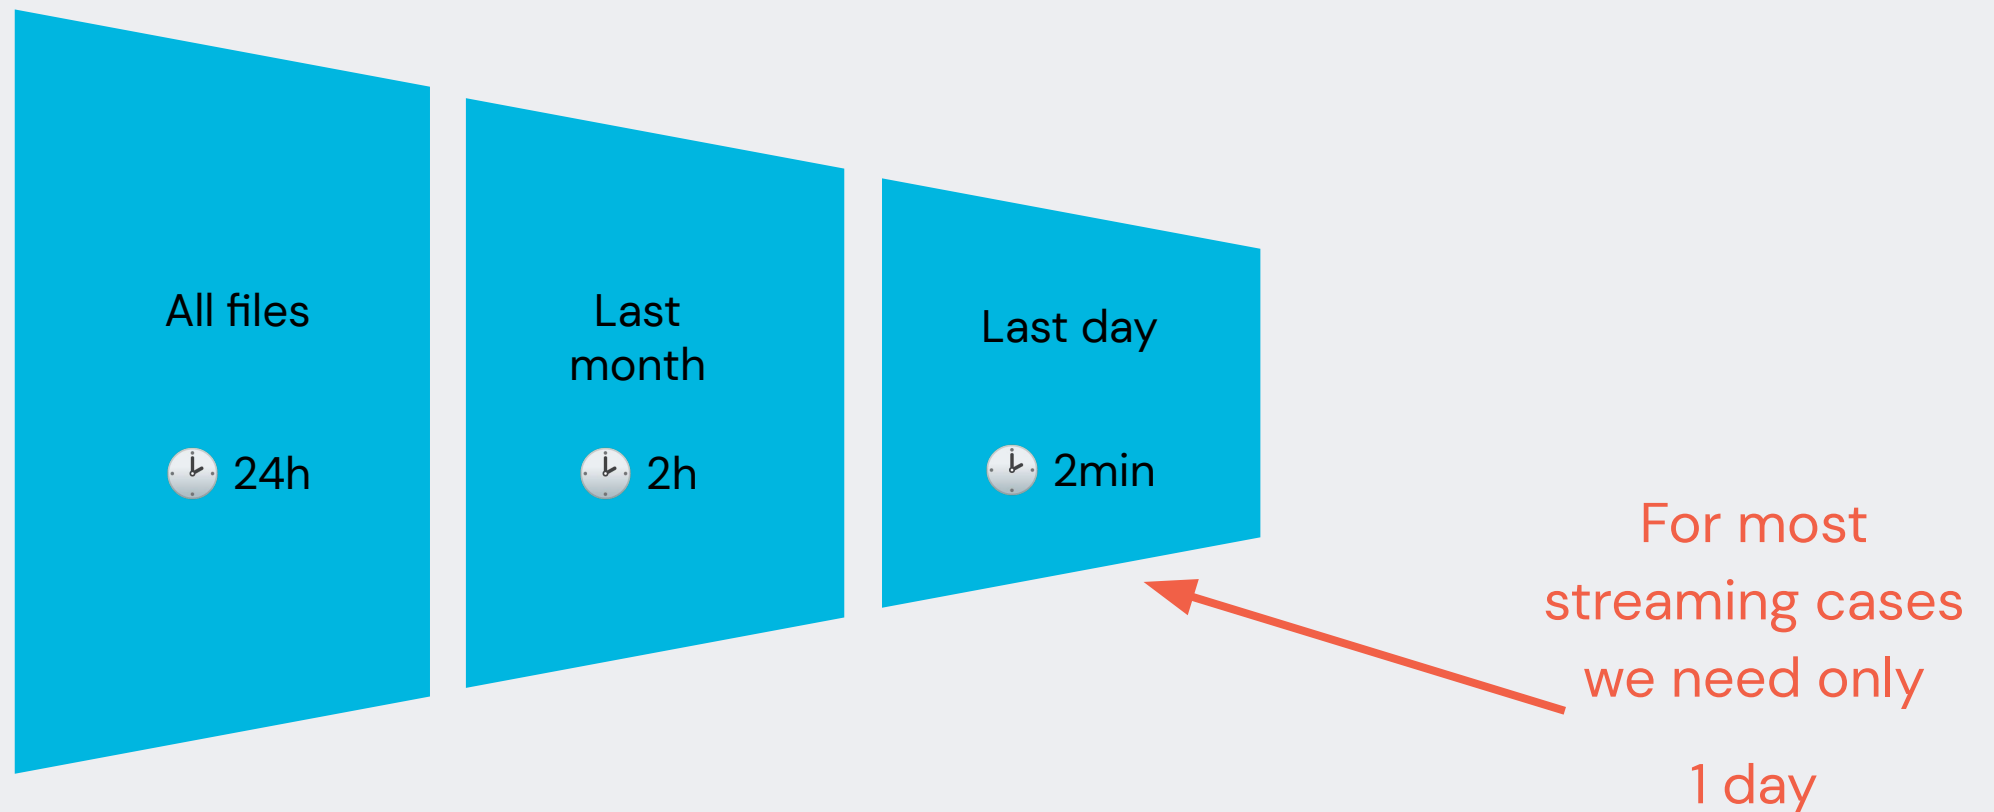 All files
24h
Last
month
2h
Last day
2min
For most
streaming cases
we need only
1 day